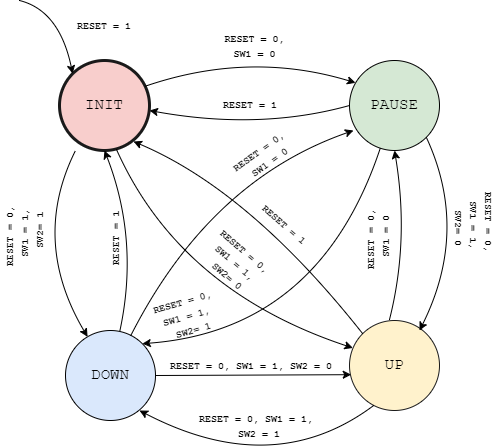 RESET = 1
RESET = 0,
SW1 = 0
INIT
RESET = 1
PAUSE
RESET = 0,
SW1 = 0
RESET = 0,
SW1 = 1,
SW2= 1
RESET = 1
RESET = 1
RESET = 0,
SW1 = 1,
SW2= 0
RESET = 0,
SW1 = 0
RESET = 0,
SW1 = 1,
SW2= 0
RESET = 0,
SW1 = 1,
SW2= 1
DOWN
RESET = 0, SW1 = 1, SW2 = 0
UP
RESET = 0, SW1 = 1,
SW2 = 1